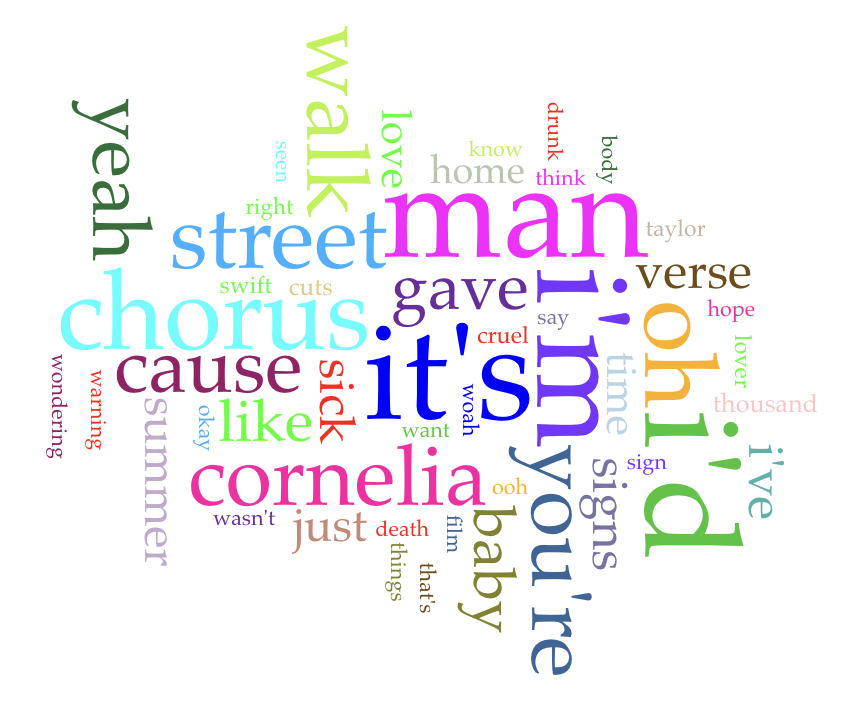 walk
yeah
love
drunk
know
body
seen
home
think
man
right
street
taylor
verse
swift
cuts
gave
i'm
chorus
say
oh
hope
it's
cruel
cause
sick
time
lover
wondering
warning
woah
thousand
summer
okay
like
want
i'd
cornelia
you're
signs
sign
i've
ooh
wasn't
just
death
film
baby
things
that's